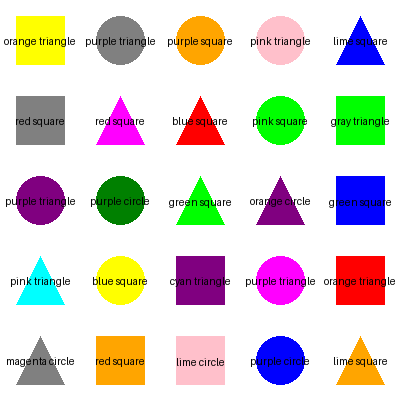 orange triangle purple triangle purple square pink triangle lime square
red square red square blue square pink square gray triangle
purple triangle purple circle green square orange circle green square
pink triangle blue square cyan triangle purple triangle orange triangle
magenta circle red square lime circle purple circle lime square